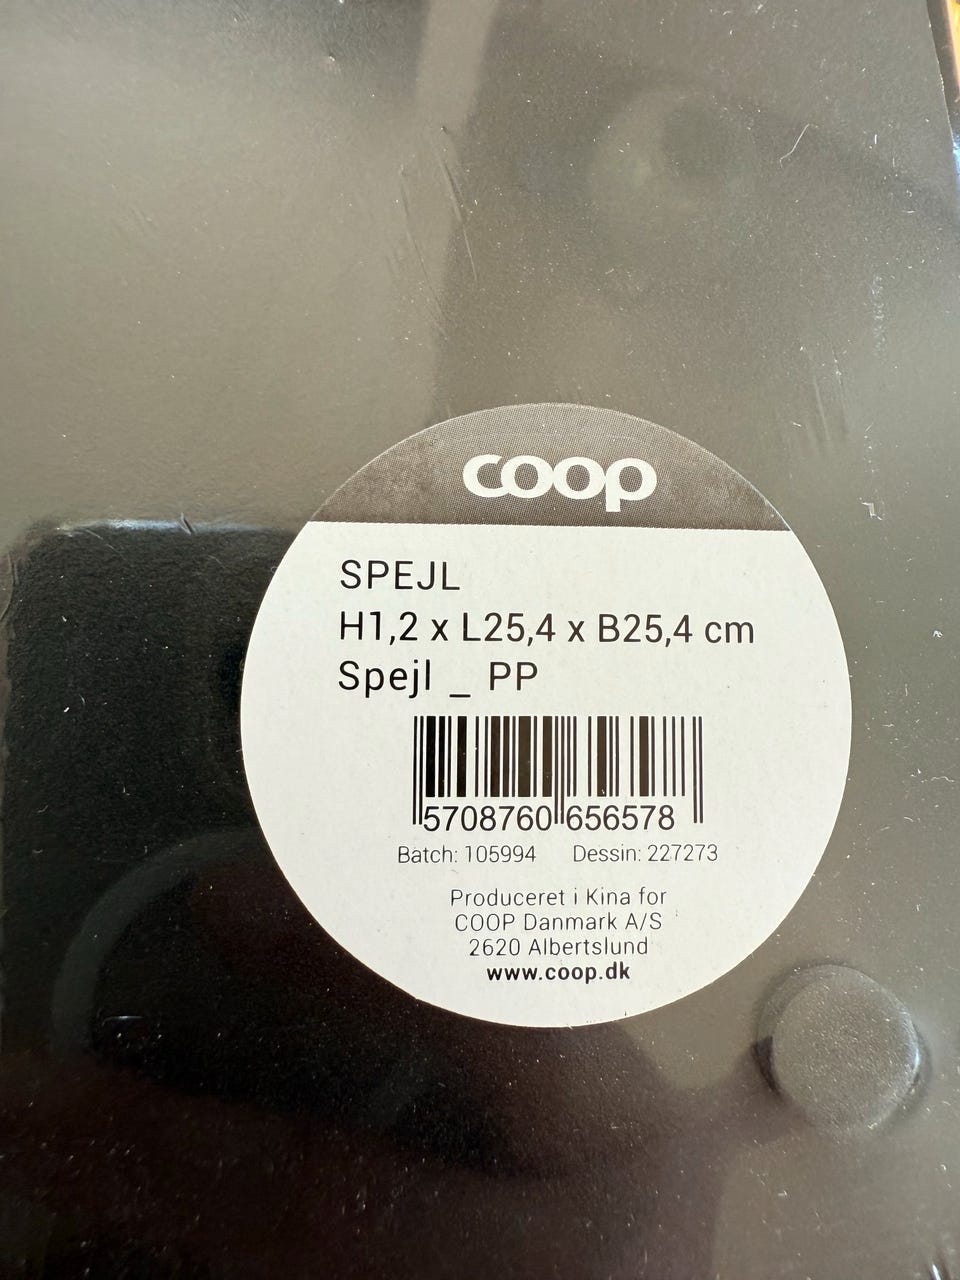 coop
SPEJL
H1,2 x L25,4 x B25,4 cm
Spejl _ PP
5708760 656578
Batch: 105994 Dessin: 227273
Produceret i Kina for
COOP Danmark A/S
2620 Albertslund
www.coop.dk